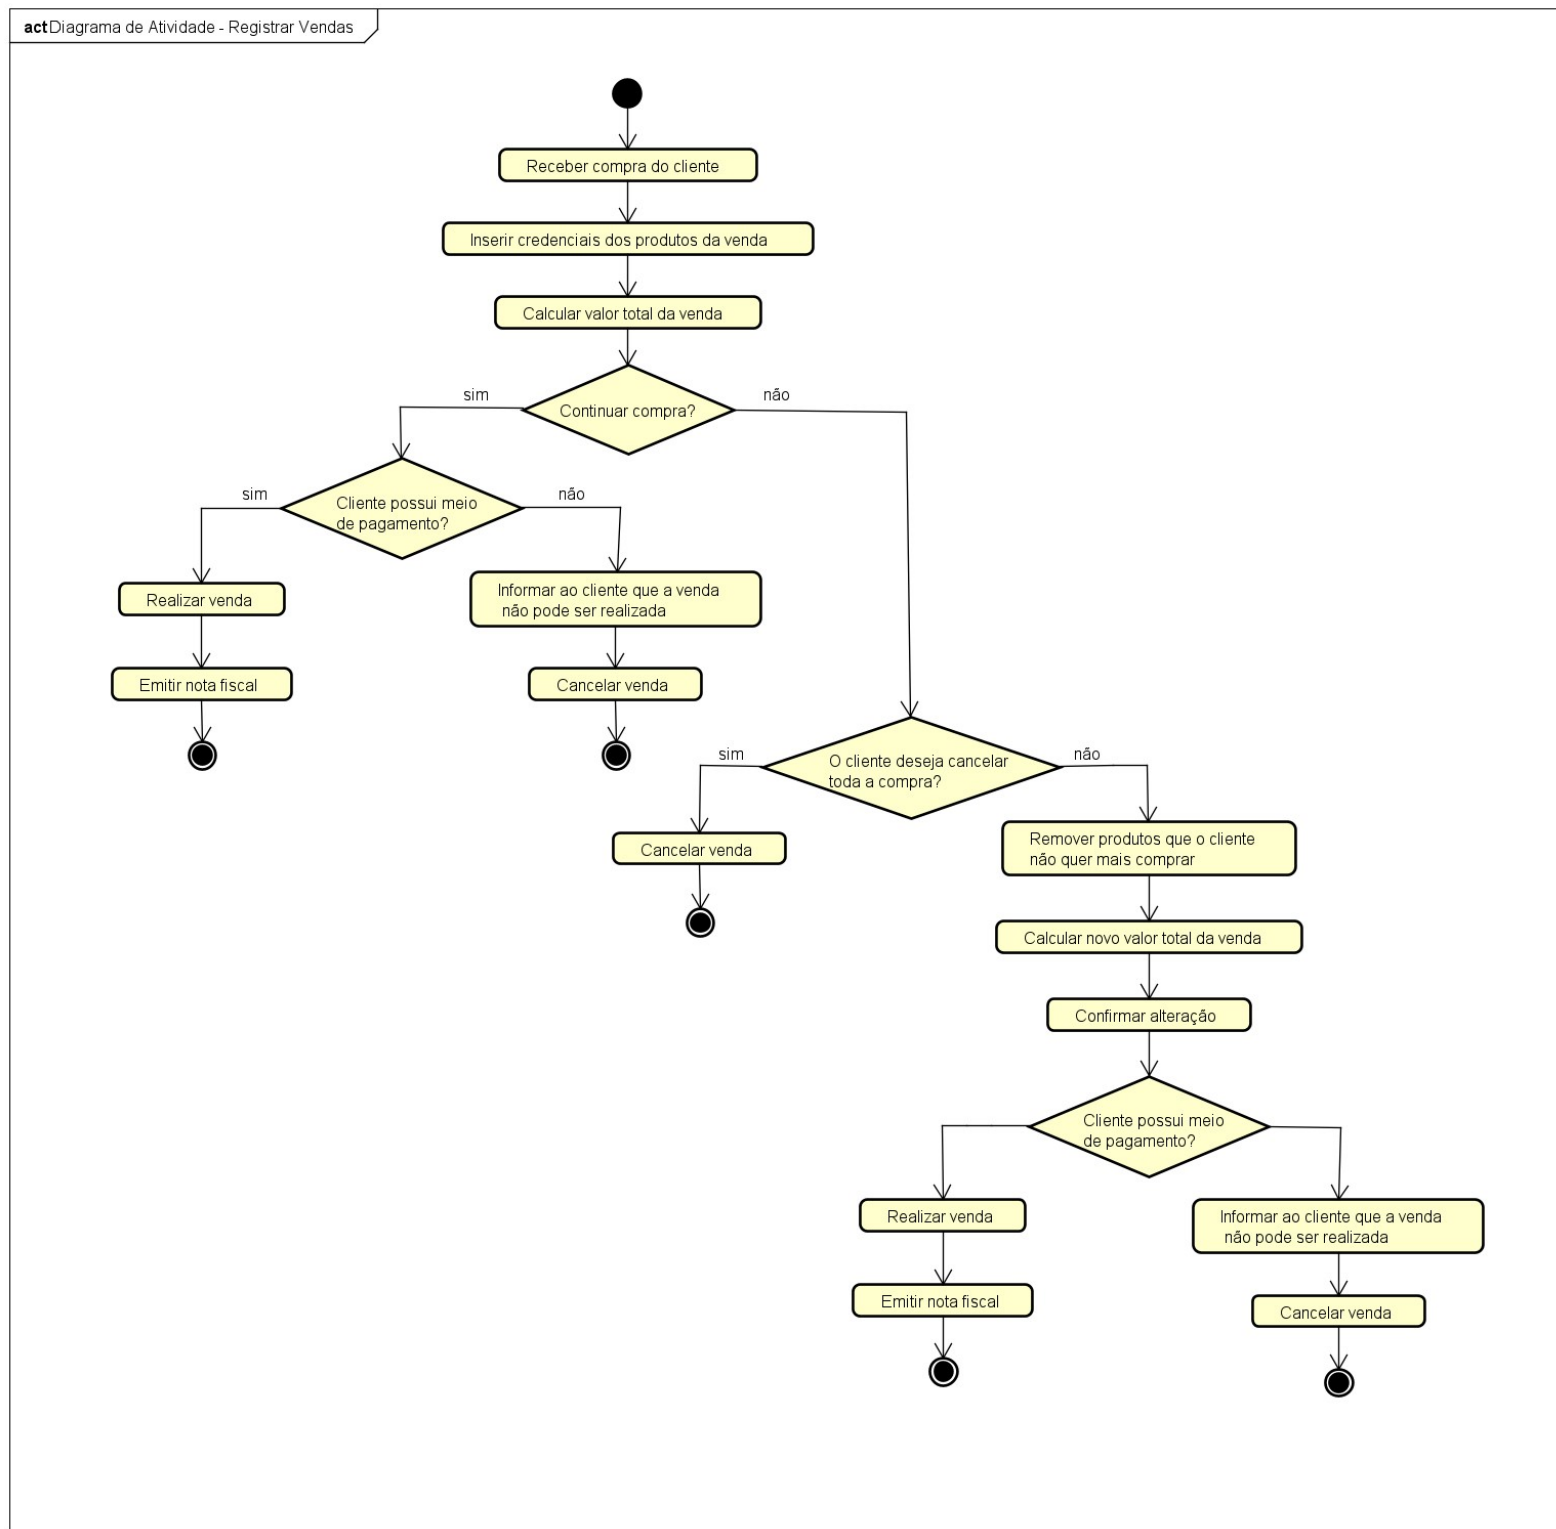 act Diagrama de Atividade - Registrar Vendas
Receber compra do cliente
Inserir credenciais dos produtos da venda
Calcular valor total da venda
sim
não
Continuar compra?
sim
não
Cliente possui meio
de pagamento?
Realizar venda
Informar ao cliente que a venda
não pode ser realizada
Emitir nota fiscal
Cancelar venda
sim
não
O cliente deseja cancelar
toda a compra?
Cancelar venda
Remover produtos que o cliente
não quer mais comprar
Calcular novo valor total da venda
Confirmar alteração
Cliente possui meio
de pagamento?
Realizar venda
Informar ao cliente que a venda
não pode ser realizada
Emitir nota fiscal
Cancelar venda